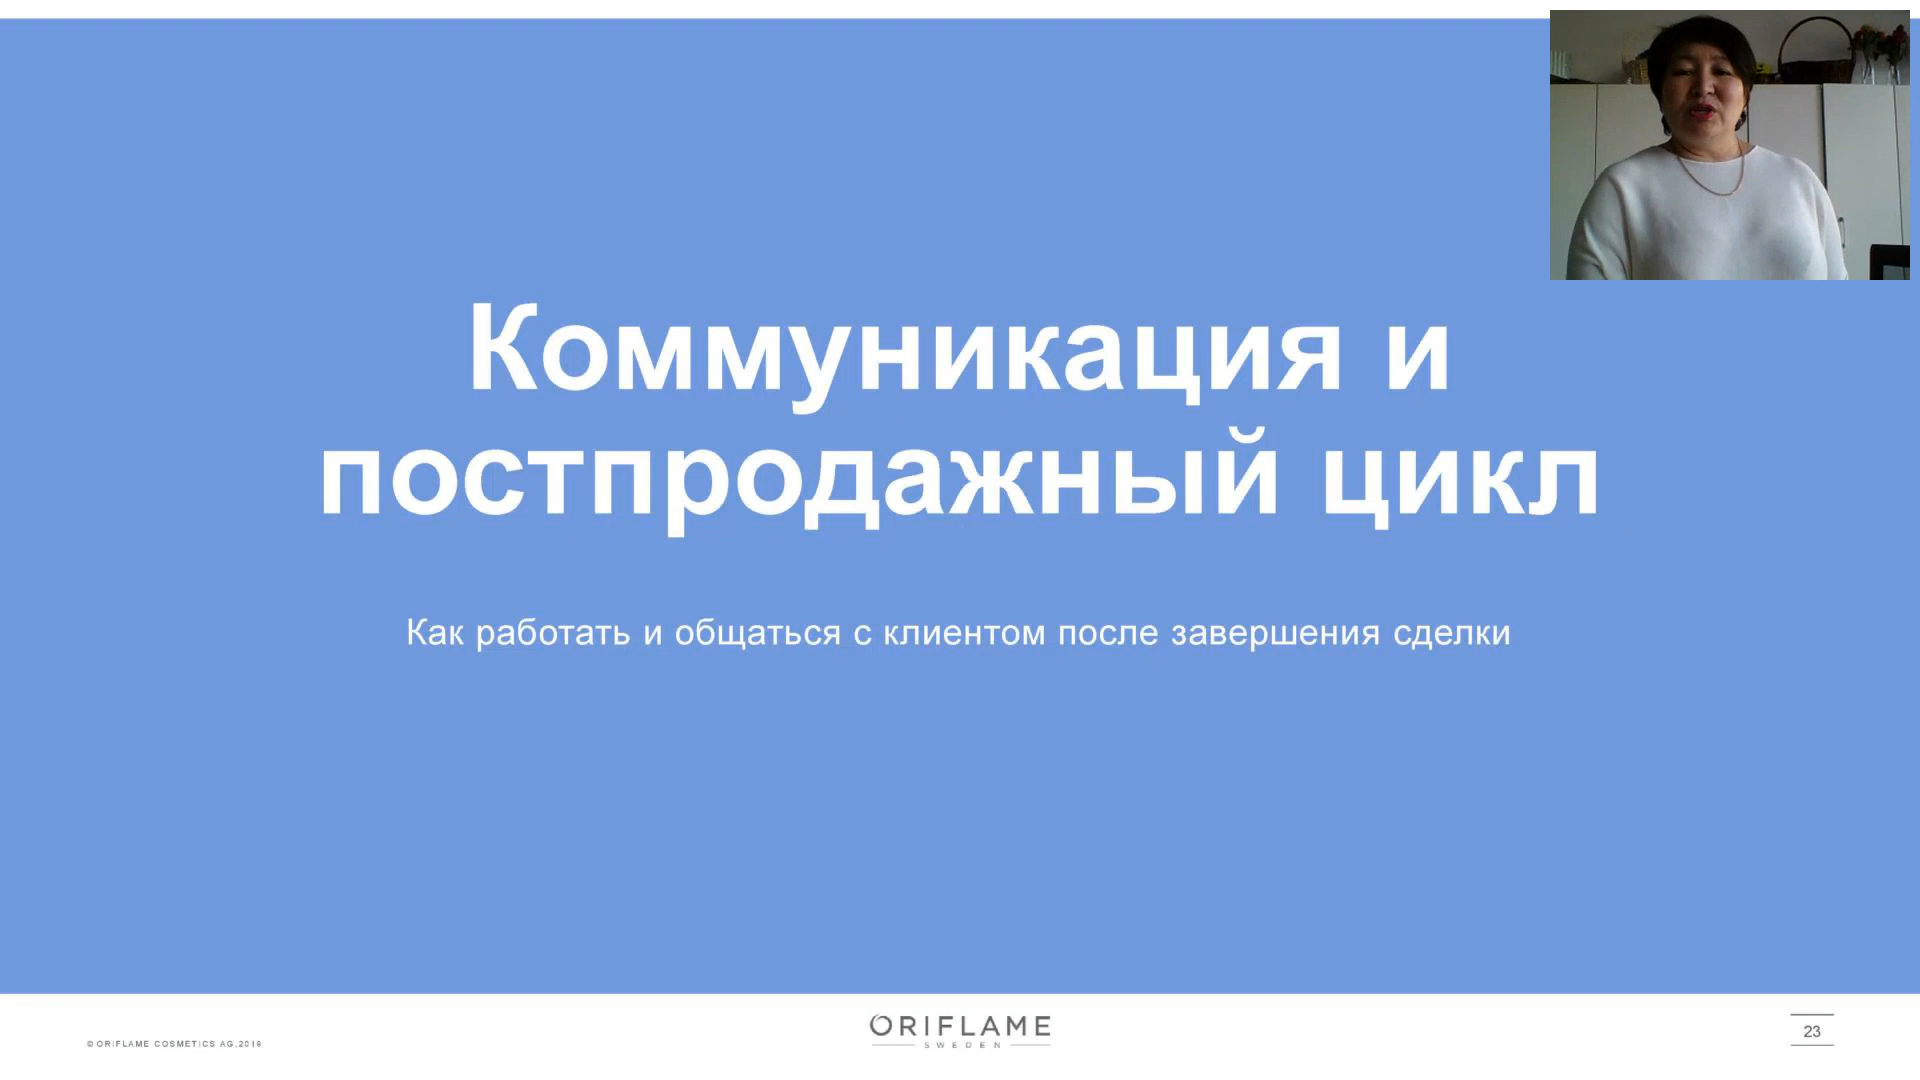 Коммуникация и
постпродажный цикл
Как работать и общаться с клиентом после завершения сделки
© ORIFLAME COSMETICS AG,2019
ORIFLAME
SWEDEN
23